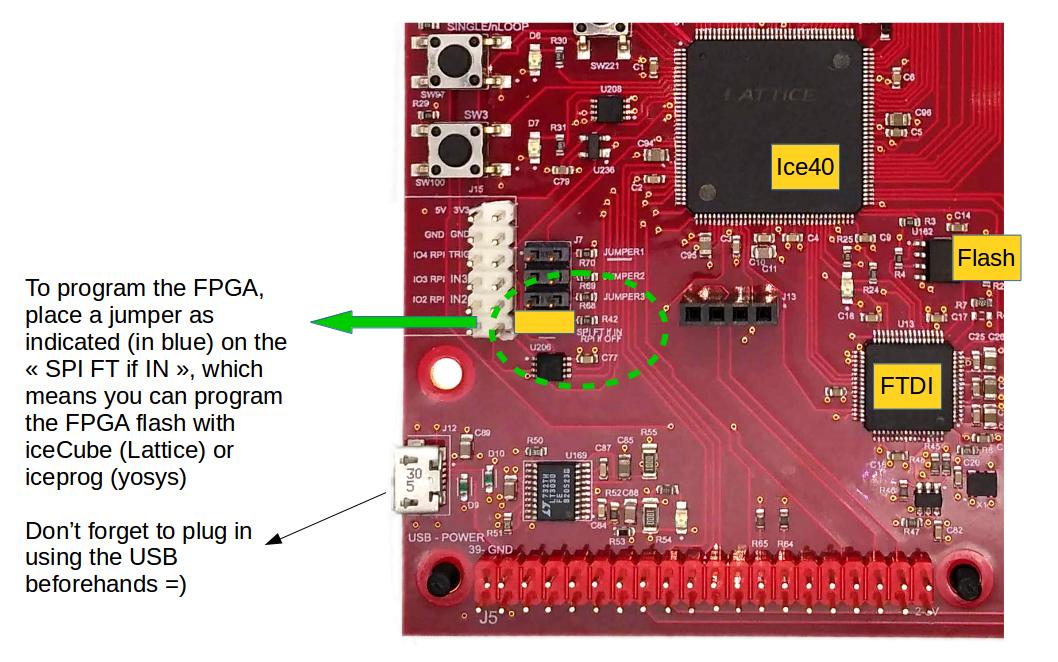 SINGLE/nLOOP
D6
R30
SW221
C1
C6
SW97
R29
SW3
U208
LATTICE
C96
C5
D7
R31
U236
C94
C79
C2
SW100
Ice40
J15
5V 3V3
GND GND
IO4 RPI TRIG
IO3 RPI IN3
IO2 RPI IN2
J7
R70
JUMPER1
JUMPER2
R69
JUMPER3
R68
R42
SPI FT if IN
RPI if OFF
C77
U206
C95
C3
C10
C11
C4
R25
C9
R3
C14
U162
R4
R24
C18
Flash
J13
R7
C17
U13
C25
FTDI
To program the FPGA,
place a jumper as
indicated (in blue) on the
« SPI FT if IN », which
means you can program
the FPGA flash with
iceCube (Lattice) or
iceprog (yosys)
Don’t forget to plug in
using the USB
beforehands =)
J12
C89
30
5
D10
D9
R51
R50
U169
C87
C85
R55
R52
C88
C84
R53
R54
R65
R64
R45
R46
C20
R47
C82
USB - POWER
39- GND
J5
2-5V